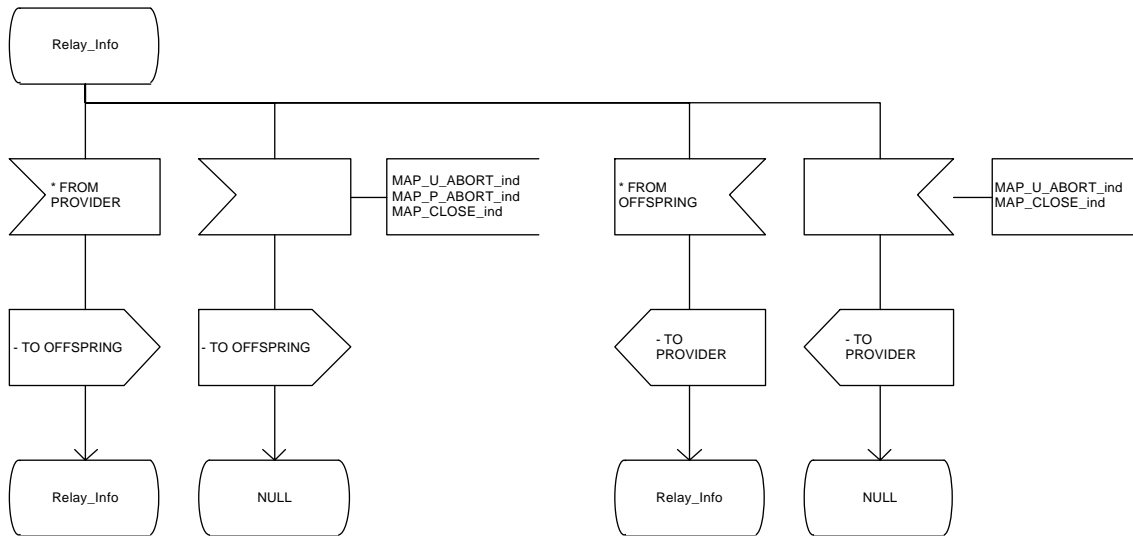 Relay_Info
* FROM
PROVIDER
MAP_U_ABORT_ind
MAP_P_ABORT_ind
MAP_CLOSE_ind
* FROM
OFFSPRING
MAP_U_ABORT_ind
MAP_CLOSE_ind
- TO OFFSPRING
- TO OFFSPRING
- TO
PROVIDER
- TO
PROVIDER
Relay_Info
NULL
Relay_Info
NULL